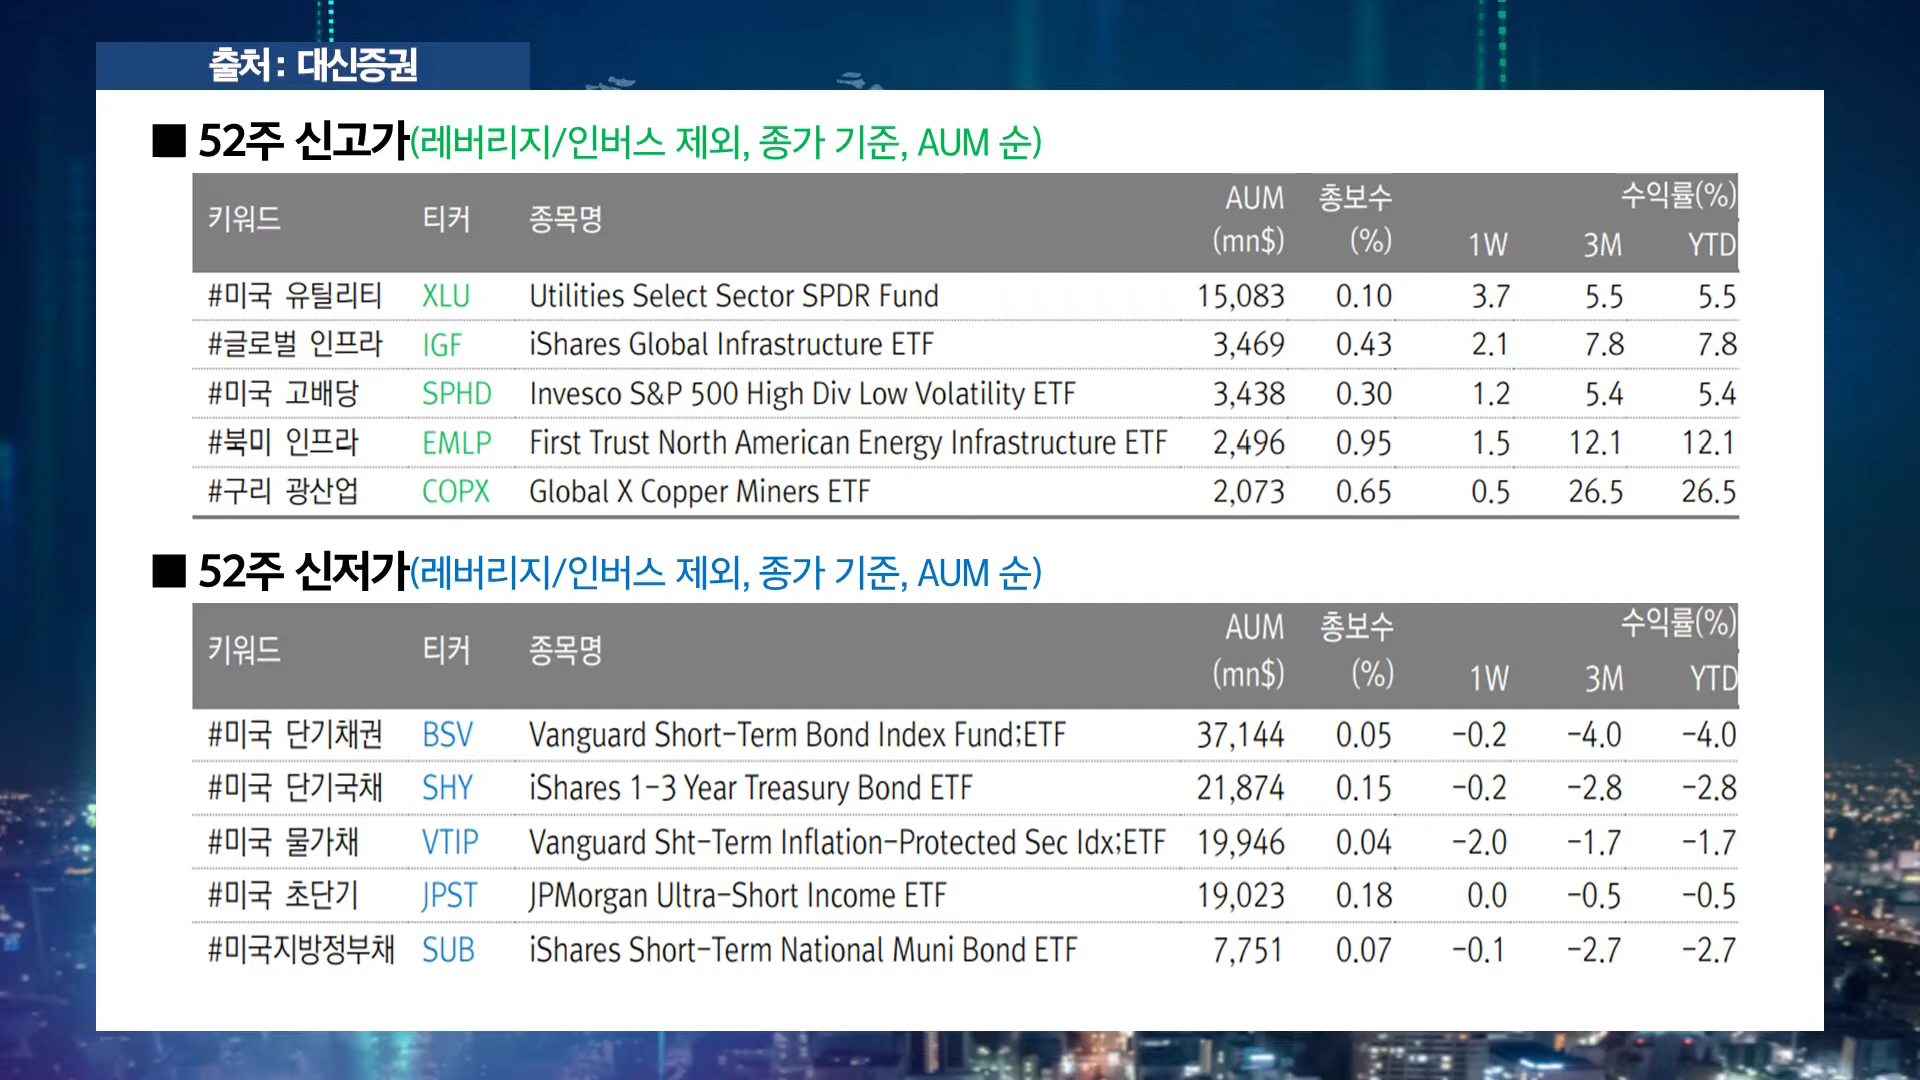 출처 : 대신증권
■ 52주 신고가(레버리지/인버스 제외, 종가 기준, AUM 순)
키워드 티커 종목명 AUM (mn$) 총보수 (%) 수익률(%)
1W 3M YTD
#미국 유틸리티 XLU Utilities Select Sector SPDR Fund 15,083 0.10 3.7 5.5 5.5
#글로벌 인프라 IGF iShares Global Infrastructure ETF 3,469 0.43 2.1 7.8 7.8
#미국 고배당 SPHD Invesco S&P 500 High Div Low Volatility ETF 3,438 0.30 1.2 5.4 5.4
#북미 인프라 EMLP First Trust North American Energy Infrastructure ETF 2,496 0.95 1.5 12.1 12.1
#구리 광산업 COPX Global X Copper Miners ETF 2,073 0.65 0.5 26.5 26.5
■ 52주 신저가(레버리지/인버스 제외, 종가 기준, AUM 순)
키워드 티커 종목명 AUM (mn$) 총보수 (%) 수익률(%)
1W 3M YTD
#미국 단기채권 BSV Vanguard Short-Term Bond Index Fund;ETF 37,144 0.05 -0.2 -4.0 -4.0
#미국 단기국채 SHY iShares 1-3 Year Treasury Bond ETF 21,874 0.15 -0.2 -2.8 -2.8
#미국 물가채 VTIP Vanguard Sht-Term Inflation-Protected Sec Idx;ETF 19,946 0.04 -2.0 -1.7 -1.7
#미국 초단기 JPST JPMorgan Ultra-Short Income ETF 19,023 0.18 0.0 -0.5 -0.5
#미국지방정부채 SUB iShares Short-Term National Muni Bond ETF 7,751 0.07 -0.1 -2.7 -2.7